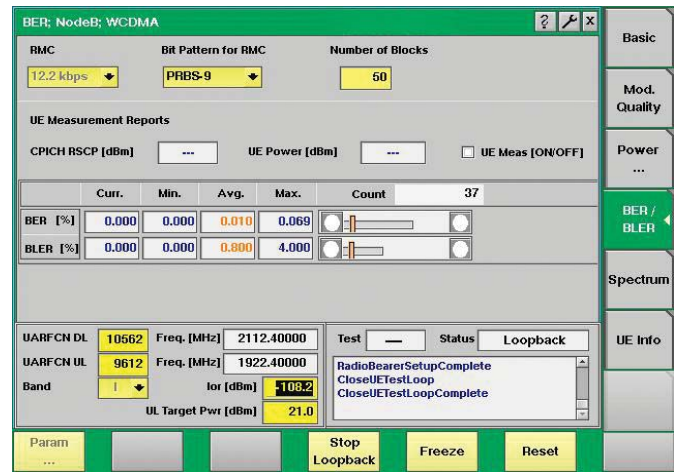 BER; NodeB; WCDMA ? x
RMC Bit Pattern for RMC Number of Blocks
12.2 kbps PRBS-9 50
UE Measurement Reports
CPICH RSCP [dBm] --- UE Power [dBm] --- UE Meas [ON/OFF]
Curr. Min. Avg. Max. Count 37
BER [%] 0.000 0.000 0.010 0.069
BLER [%] 0.000 0.000 0.800 4.000
UARFCN DL 10562 Freq. [MHz] 2112.40000
UARFCN UL 9612 Freq. [MHz] 1922.40000
Band I Ior [dBm] -108.2
UL Target Pwr [dBm] 21.0
Test — Status Loopback
RadioBearerSetupComplete
CloseUETestLoop
CloseUETestLoopComplete
Basic
Mod.
Quality
Power
...
BER /
BLER
Spectrum
UE Info
Param
...
Stop
Loopback
Freeze
Reset